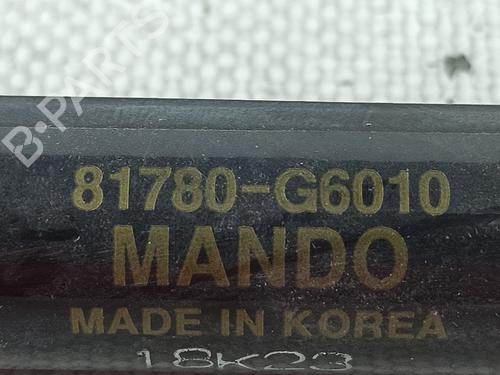 B-PARTS
81780-G6010
MANDO
MADE IN KOREA
18K23